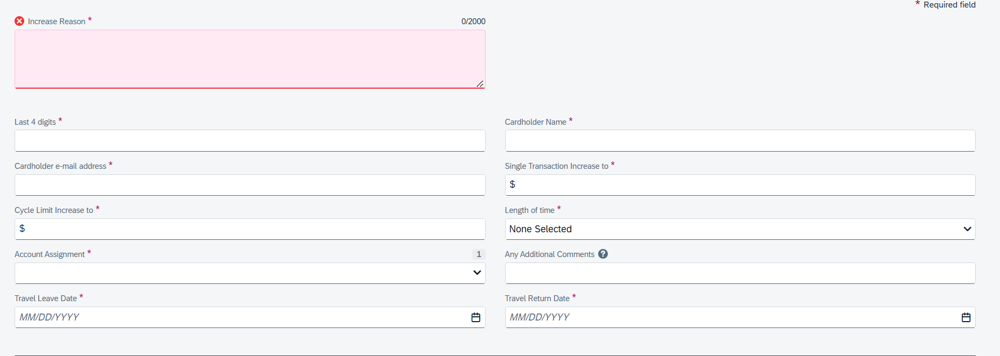 * Required field
Increase Reason * 0/2000
Last 4 digits * Cardholder Name *
Cardholder e-mail address * Single Transaction Increase to *
$
Cycle Limit Increase to * Length of time *
$ None Selected
Account Assignment * 1 Any Additional Comments ?
Travel Leave Date * Travel Return Date *
MM/DD/YYYY MM/DD/YYYY